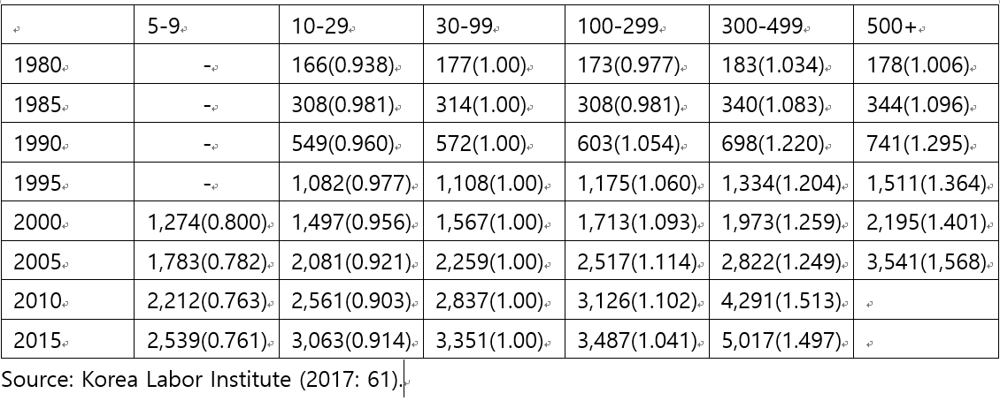 5-9 10-29 30-99 100-299 300-499 500+
1980 - 166(0.938) 177(1.00) 173(0.977) 183(1.034) 178(1.006)
1985 - 308(0.981) 314(1.00) 308(0.981) 340(1.083) 344(1.096)
1990 - 549(0.960) 572(1.00) 603(1.054) 698(1.220) 741(1.295)
1995 - 1,082(0.977) 1,108(1.00) 1,175(1.060) 1,334(1.204) 1,511(1.364)
2000 1,274(0.800) 1,497(0.956) 1,567(1.00) 1,713(1.093) 1,973(1.259) 2,195(1.401)
2005 1,783(0.782) 2,081(0.921) 2,259(1.00) 2,517(1.114) 2,822(1.249) 3,541(1,568)
2010 2,212(0.763) 2,561(0.903) 2,837(1.00) 3,126(1.102) 4,291(1.513)
2015 2,539(0.761) 3,063(0.914) 3,351(1.00) 3,487(1.041) 5,017(1.497)
Source: Korea Labor Institute (2017: 61).